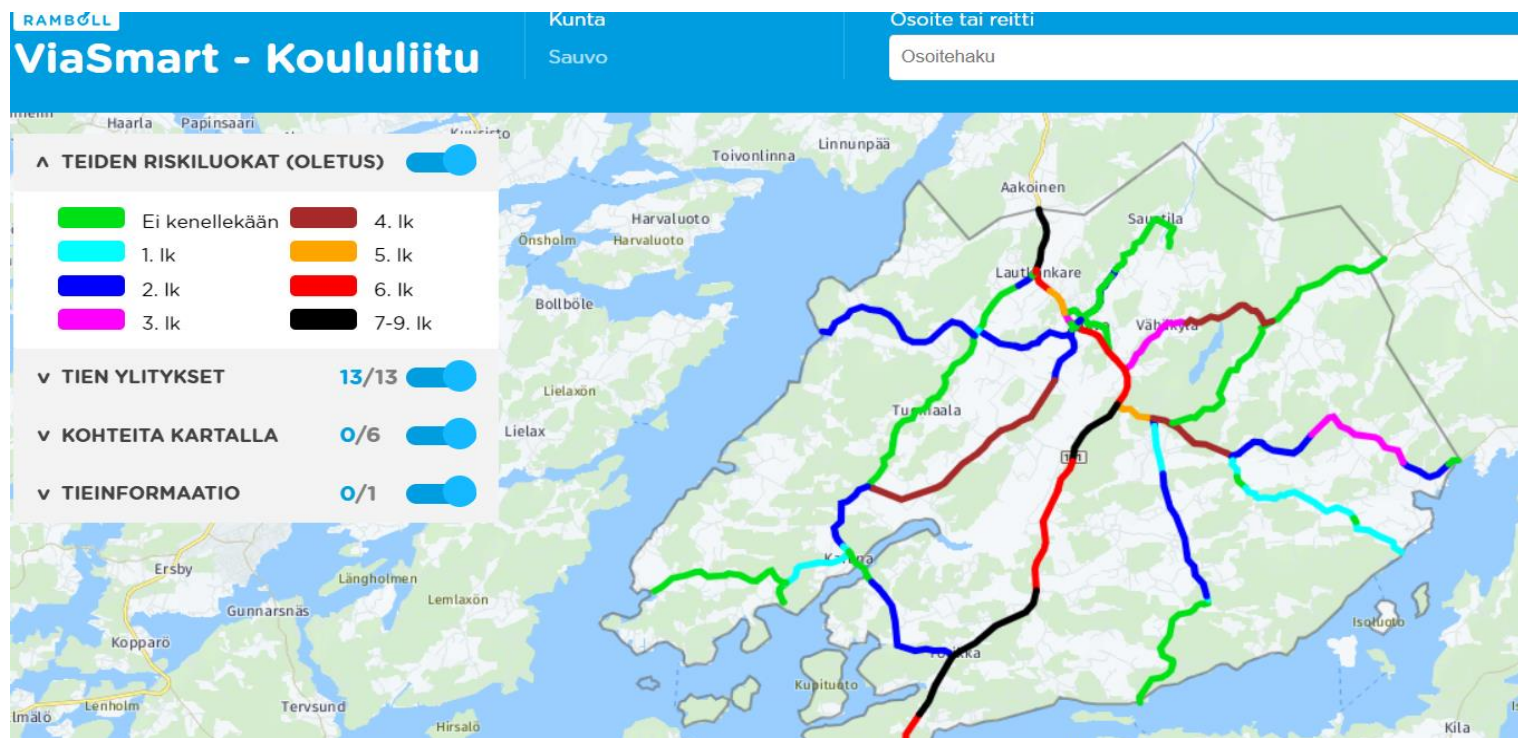 RAMBOLL
ViaSmart - Koululiitu
Kunta
Sauvo
Osoite tai reitti
Osoitehaku
TEIDEN RISKILUOKAT (OLETUS)
Ei kenellekään
1. lk
2. lk
3. lk
4. lk
5. lk
6. lk
7-9. lk
TIEN YLITYKSET 13/13
KOHTEITA KARTALLA 0/6
TIEINFORMAATIO 0/1
Haarla
Papinsaari
Toivonlinna
Linnunpää
Aakoinen
Harvaluoto
Önsholm
Harvaluoto
Bollböle
Lielaxön
Lielax
Ersby
Långholmen
Lemlaxön
Gunnarsnäs
Kopparö
Lenholm
Tervsund
Hirsalö
Kupituoto
Isoluoto
Kila